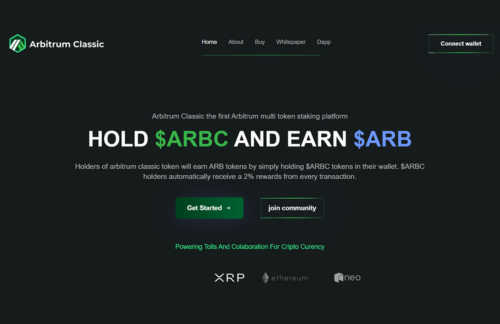 Arbitrum Classic
Home About Buy Whitepaper Dapp
Connect wallet
Arbitrum Classic the first Arbitrum multi token staking platform
HOLD $ARBC AND EARN $ARB
Holders of arbitrum classic token will earn ARB tokens by simply holding $ARBC tokens in their wallet. $ARBC
holders automatically receive a 2% rewards from every transaction.
Get Started
join community
Powering Tolls And Colaboration For Cripto Curency
XRP ethereum neo